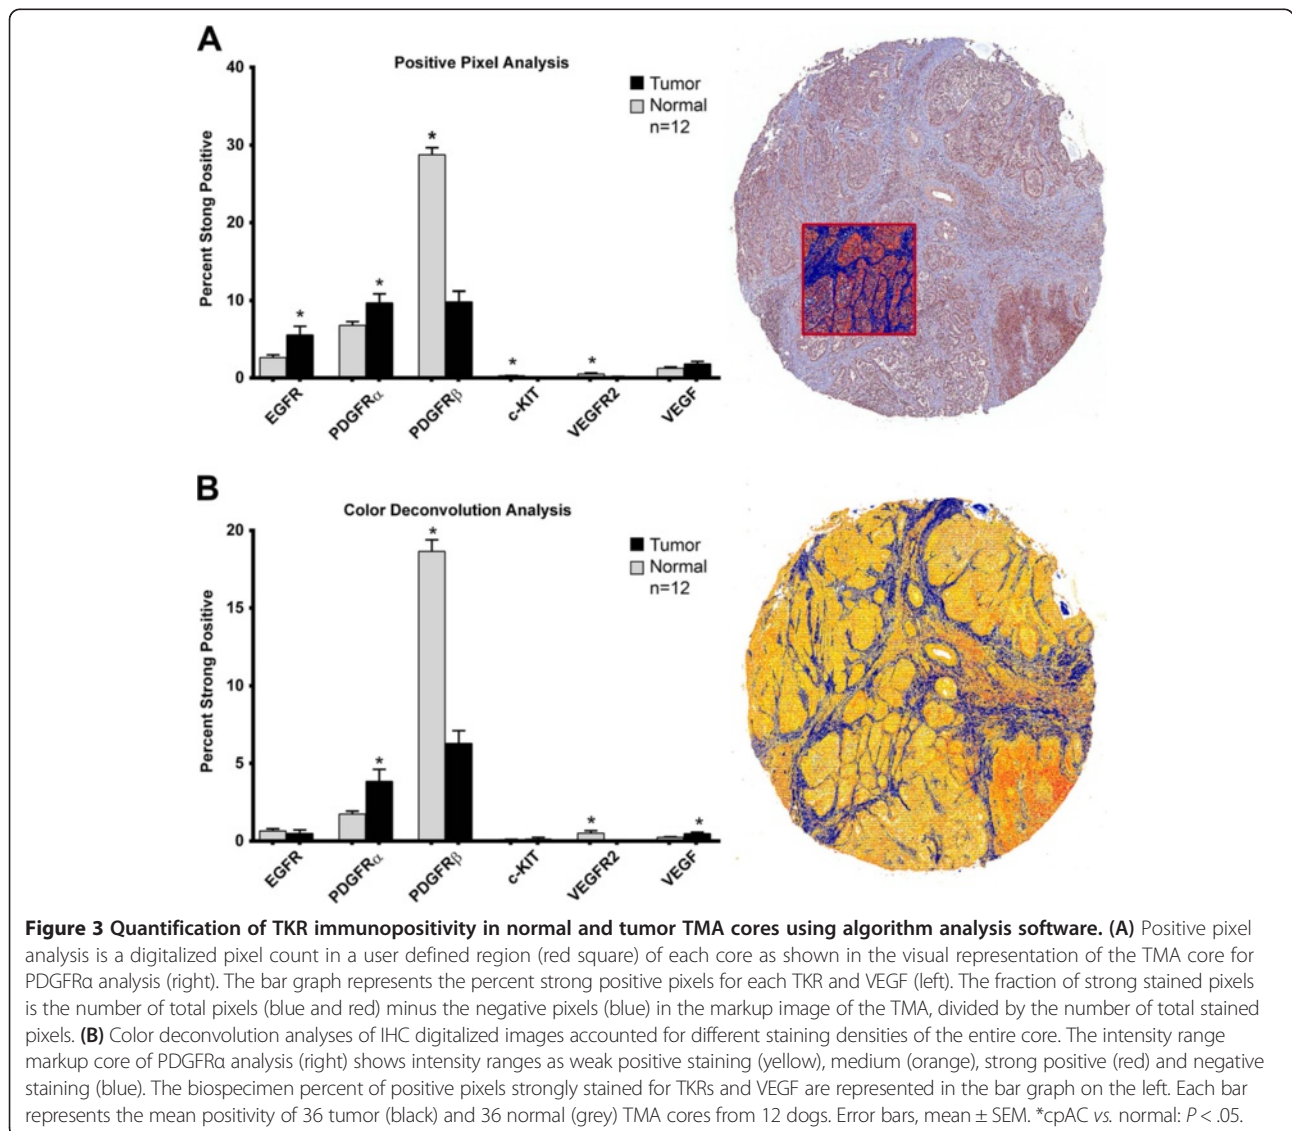 A
Positive Pixel Analysis
Tumor
Normal
n=12
Percent Stong Positive
40
30
20
10
0
*
*
*
*
*
EGFR
PDGFRα
PDGFRβ
c-KIT
VEGFR2
VEGF
B
Color Deconvolution Analysis
Tumor
Normal
n=12
Percent Strong Positive
20
15
10
5
0
*
*
*
*
EGFR
PDGFRα
PDGFRβ
c-KIT
VEGFR2
VEGF
Figure 3 Quantification of TKR immunopositivity in normal and tumor TMA cores using algorithm analysis software. (A) Positive pixel
analysis is a digitalized pixel count in a user defined region (red square) of each core as shown in the visual representation of the TMA core for
PDGFRα analysis (right). The bar graph represents the percent strong positive pixels for each TKR and VEGF (left). The fraction of strong stained pixels
is the number of total pixels (blue and red) minus the negative pixels (blue) in the markup image of the TMA, divided by the number of total stained
pixels. (B) Color deconvolution analyses of IHC digitalized images accounted for different staining densities of the entire core. The intensity range
markup core of PDGFRα analysis (right) shows intensity ranges as weak positive staining (yellow), medium (orange), strong positive (red) and negative
staining (blue). The biospecimen percent of positive pixels strongly stained for TKRs and VEGF are represented in the bar graph on the left. Each bar
represents the mean positivity of 36 tumor (black) and 36 normal (grey) TMA cores from 12 dogs. Error bars, mean ± SEM. *cpAC vs. normal: P < .05.